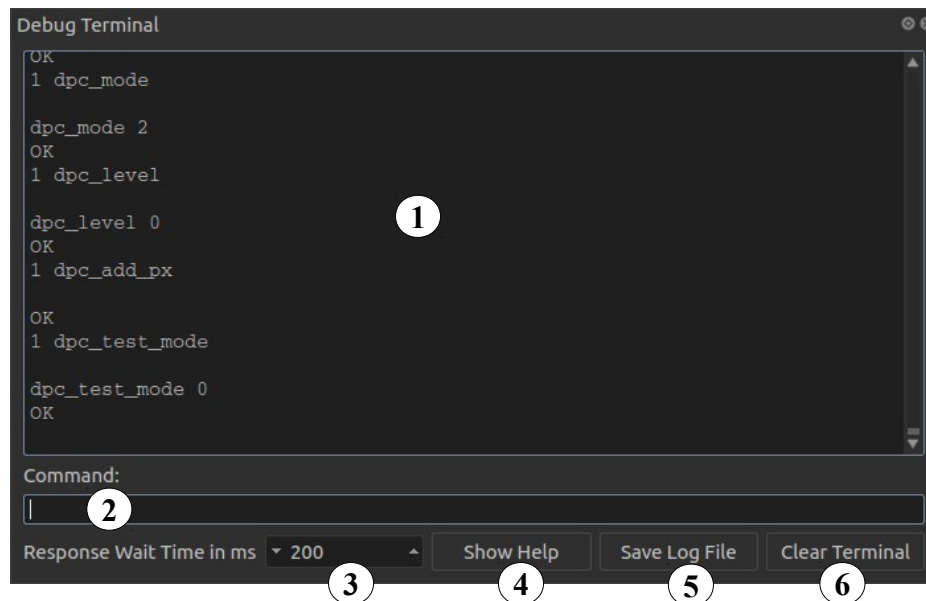 Debug Terminal
OK
1 dpc_mode
dpc_mode 2
OK
1 dpc_level
dpc_level 0
OK
1 dpc_add_px
OK
1 dpc_test_mode
dpc_test_mode 0
OK
1
Command:
2
Response Wait Time in ms 200 Show Help Save Log File Clear Terminal
3 4 5 6